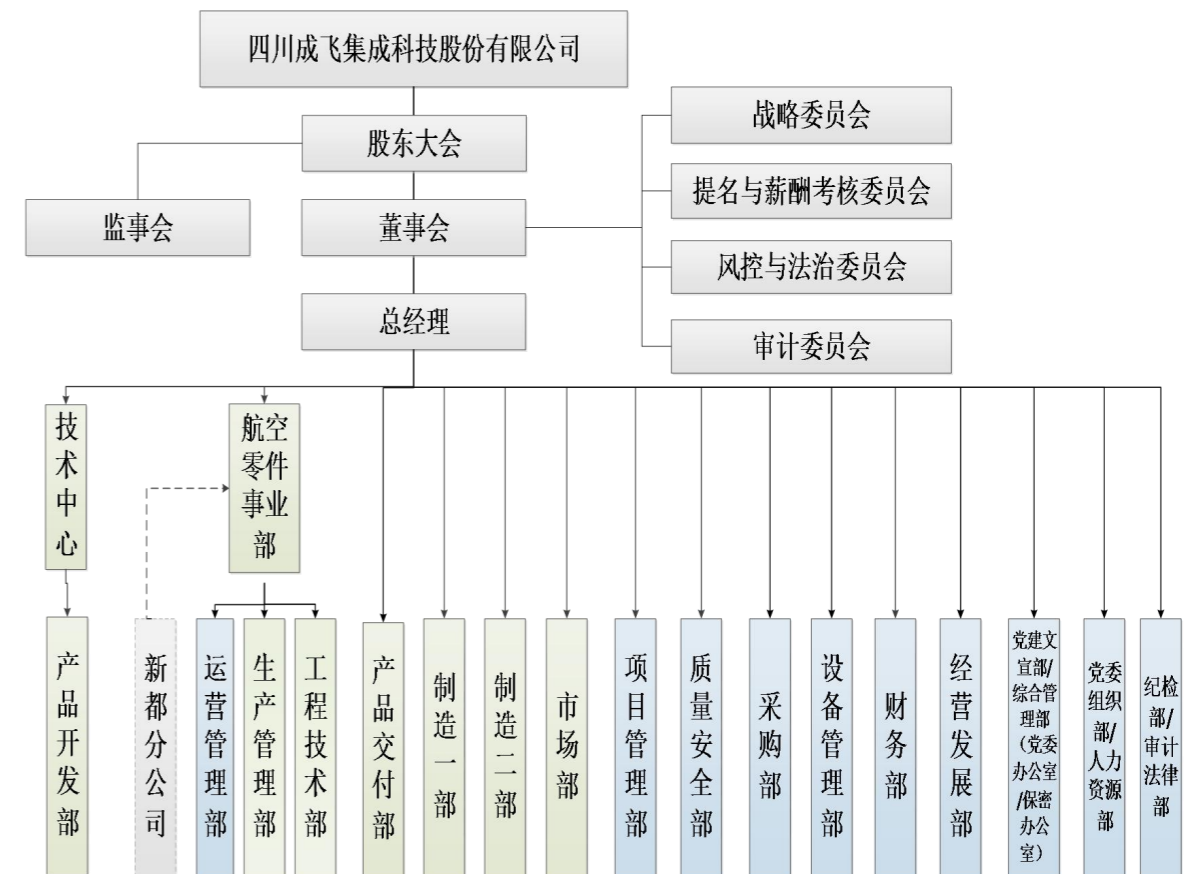 四川成飞集成科技股份有限公司
股东大会
战略委员会
提名与薪酬考核委员会
监事会
董事会
风控与法治委员会
总经理
审计委员会
技术中心
航空
零件
事业
部
产品开发部
新都分公司
运营管理部
生产管理部
工程技术部
产品交付部
制造一部
制造二部
市场部
项目管理部
质量安全部
采购部
设备管理部
财务部
经营发展部
党建文
宣部/
综合管
理部
（党委
办公室
/保密
办公
室）
党委
组织
部/
人力
资源
部
纪检
部/
审计
法律
部